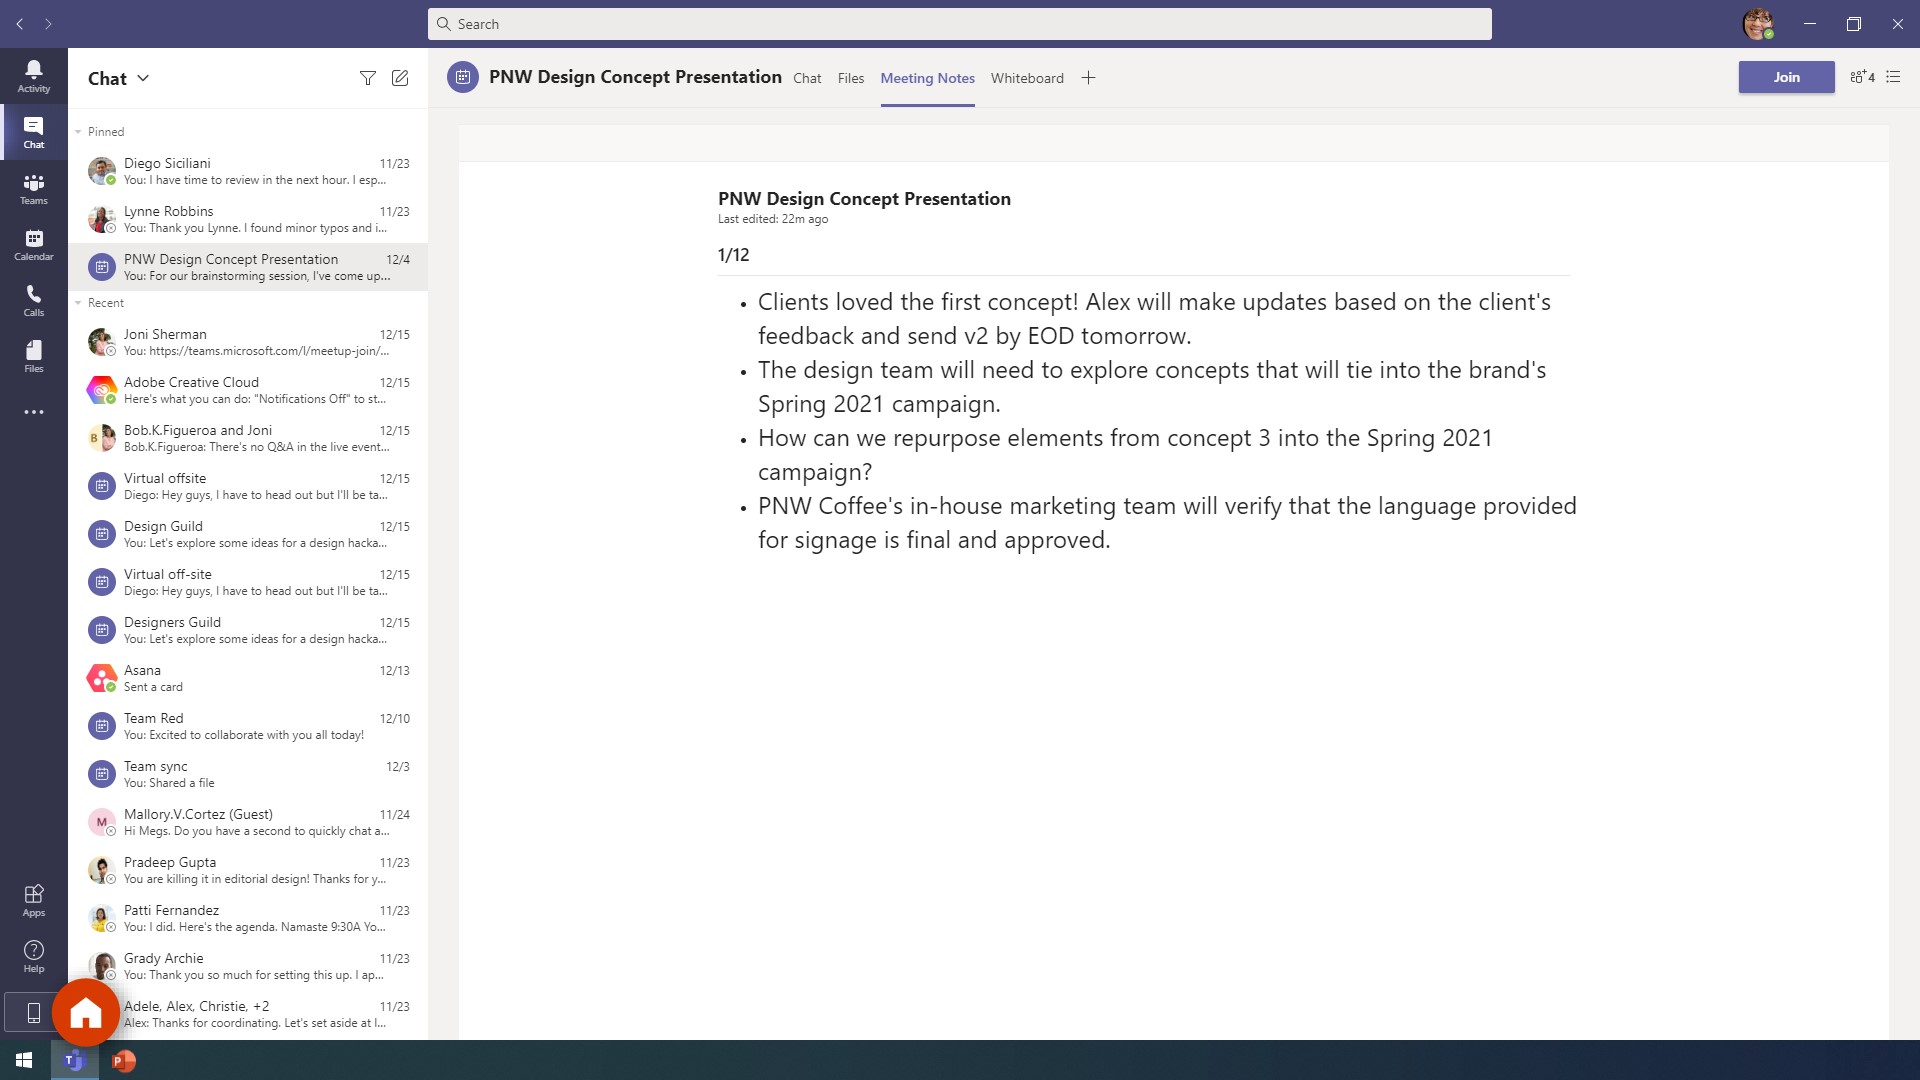 Search
Activity
Chat
Teams
Calendar
Calls
Files
Apps
Help
Chat
Pinned
Diego Siciliani 11/23
You: I have time to review in the next hour. I esp...
Lynne Robbins 11/23
You: Thank you Lynne. I found minor typos and i...
PNW Design Concept Presentation 12/4
You: For our brainstorming session, I've come up...
Recent
Joni Sherman 12/15
You: https://teams.microsoft.com/l/meetup-join/...
Adobe Creative Cloud 12/15
Here's what you can do: "Notifications Off" to st...
Bob.K.Figueroa and Joni 12/15
B
Bob.K.Figueroa: There's no Q&A in the live event...
Virtual offsite 12/15
Diego: Hey guys, I have to head out but I'll be ta...
Design Guild 12/15
You: Let's explore some ideas for a design hacka...
Virtual off-site 12/15
Diego: Hey guys, I have to head out but I'll be ta...
Designers Guild 12/15
You: Let's explore some ideas for a design hacka...
Asana 12/13
Sent a card
Team Red 12/10
You: Excited to collaborate with you all today!
Team sync 12/3
You: Shared a file
Mallory.V.Cortez (Guest) 11/24
M
Hi Megs. Do you have a second to quickly chat a...
Pradeep Gupta 11/23
You are killing it in editorial design! Thanks for y...
Patti Fernandez 11/23
You: I did. Here's the agenda. Namaste 9:30A Yo...
Grady Archie 11/23
You: Thank you so much for setting this up. I ap...
Adele, Alex, Christie, +2 11/23
Alex: Thanks for coordinating. Let's set aside at l...
PNW Design Concept Presentation Chat Files Meeting Notes Whiteboard Join 4
PNW Design Concept Presentation
Last edited: 22m ago
1/12
• Clients loved the first concept! Alex will make updates based on the client's
feedback and send v2 by EOD tomorrow.
• The design team will need to explore concepts that will tie into the brand's
Spring 2021 campaign.
• How can we repurpose elements from concept 3 into the Spring 2021
campaign?
• PNW Coffee's in-house marketing team will verify that the language provided
for signage is final and approved.
T
P